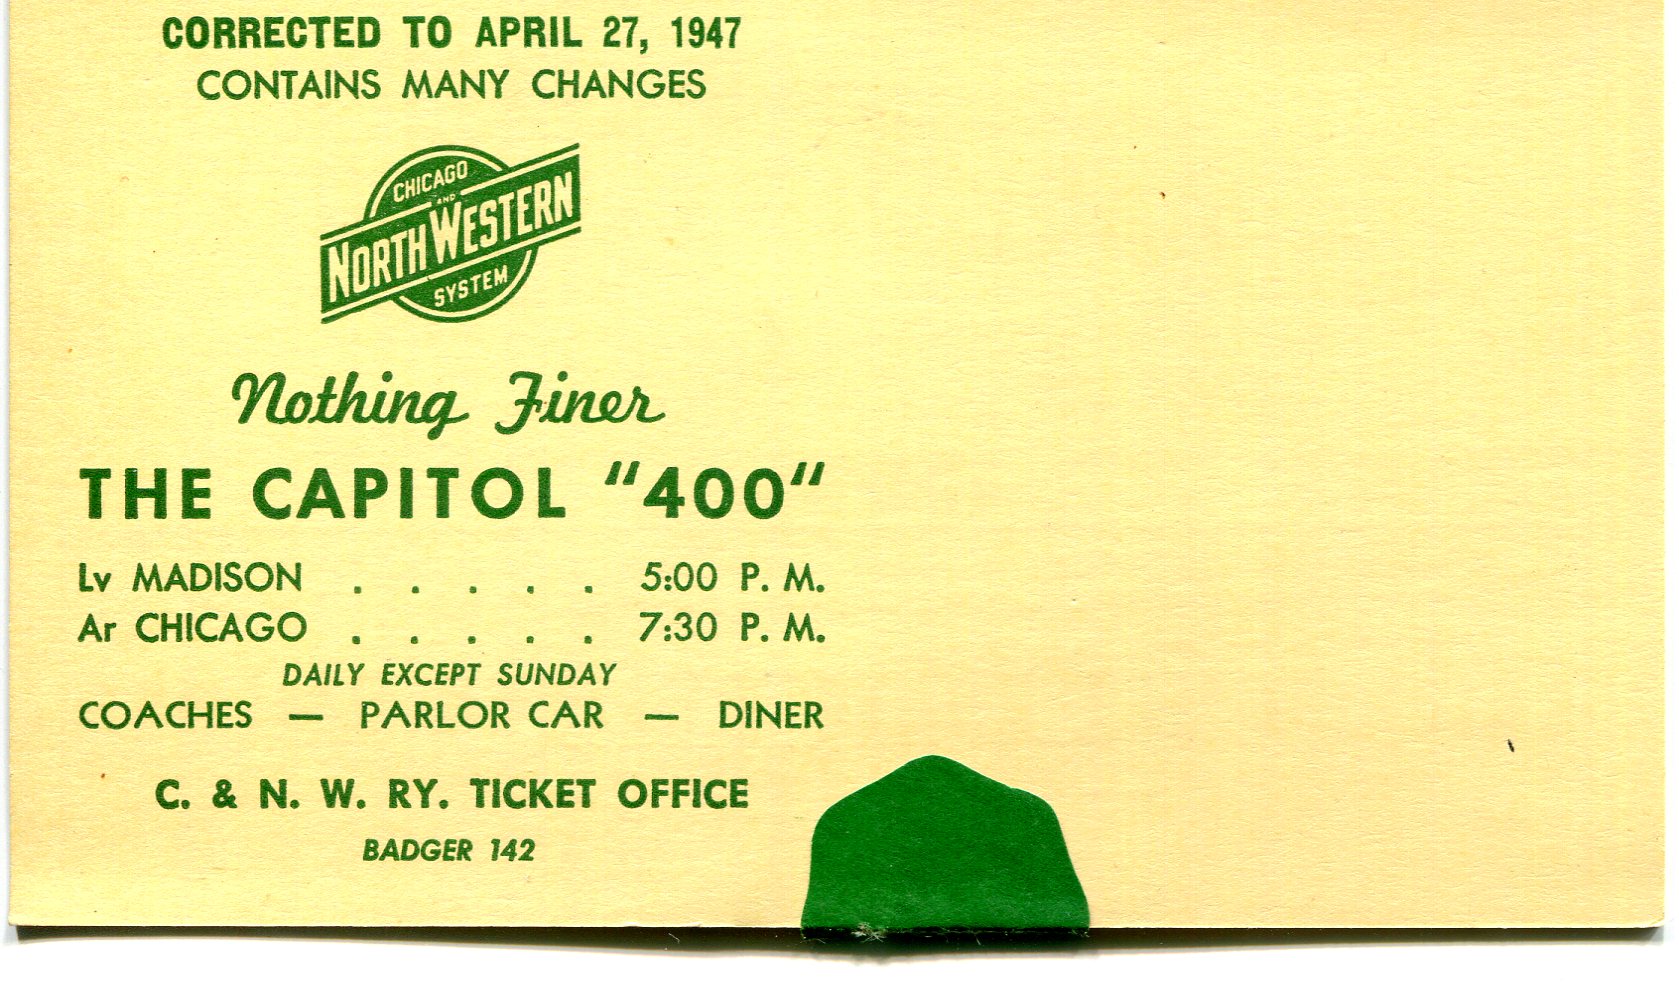 CORRECTED TO APRIL 27, 1947
CONTAINS MANY CHANGES
CHICAGO
AND
NORTH WESTERN
SYSTEM
Nothing Finer
THE CAPITOL "400"
Lv MADISON . . . . . 5:00 P. M.
Ar CHICAGO . . . . . 7:30 P. M.
DAILY EXCEPT SUNDAY
COACHES — PARLOR CAR — DINER
C. & N. W. RY. TICKET OFFICE
BADGER 142